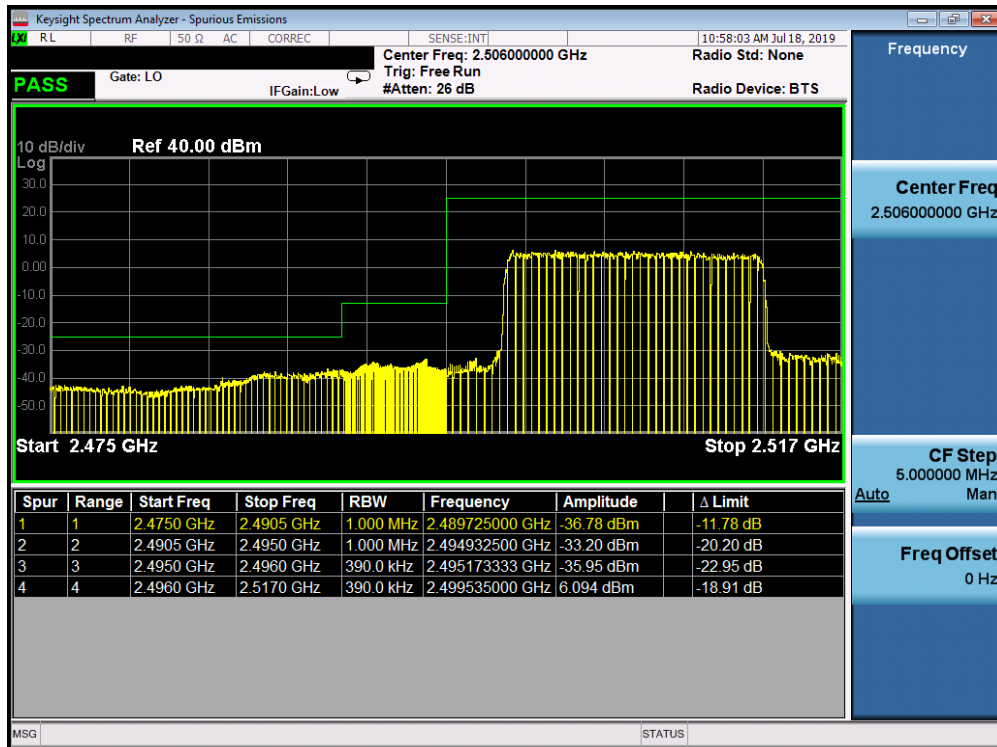 Keysight Spectrum Analyzer - Spurious Emissions
LXI RL RF 50 Ω AC CORREC SENSE:INT 10:58:03 AM Jul 18, 2019
Center Freq: 2.506000000 GHz Radio Std: None
Trig: Free Run
PASS Gate: LO IFGain:Low #Atten: 26 dB Radio Device: BTS
10 dB/div Ref 40.00 dBm
Log
30.0
20.0
10.0
0.00
-10.0
-20.0
-30.0
-40.0
-50.0
Start 2.475 GHz Stop 2.517 GHz
Spur Range Start Freq Stop Freq RBW Frequency Amplitude Δ Limit
1 1 2.4750 GHz 2.4905 GHz 1.000 MHz 2.489725000 GHz -36.78 dBm -11.78 dB
2 2 2.4905 GHz 2.4950 GHz 1.000 MHz 2.494932500 GHz -33.20 dBm -20.20 dB
3 3 2.4950 GHz 2.4960 GHz 390.0 kHz 2.495173333 GHz -35.95 dBm -22.95 dB
4 4 2.4960 GHz 2.5170 GHz 390.0 kHz 2.499535000 GHz 6.094 dBm -18.91 dB
MSG STATUS
Frequency
Center Freq
2.506000000 GHz
CF Step
5.000000 MHz
Auto Man
Freq Offset
0 Hz